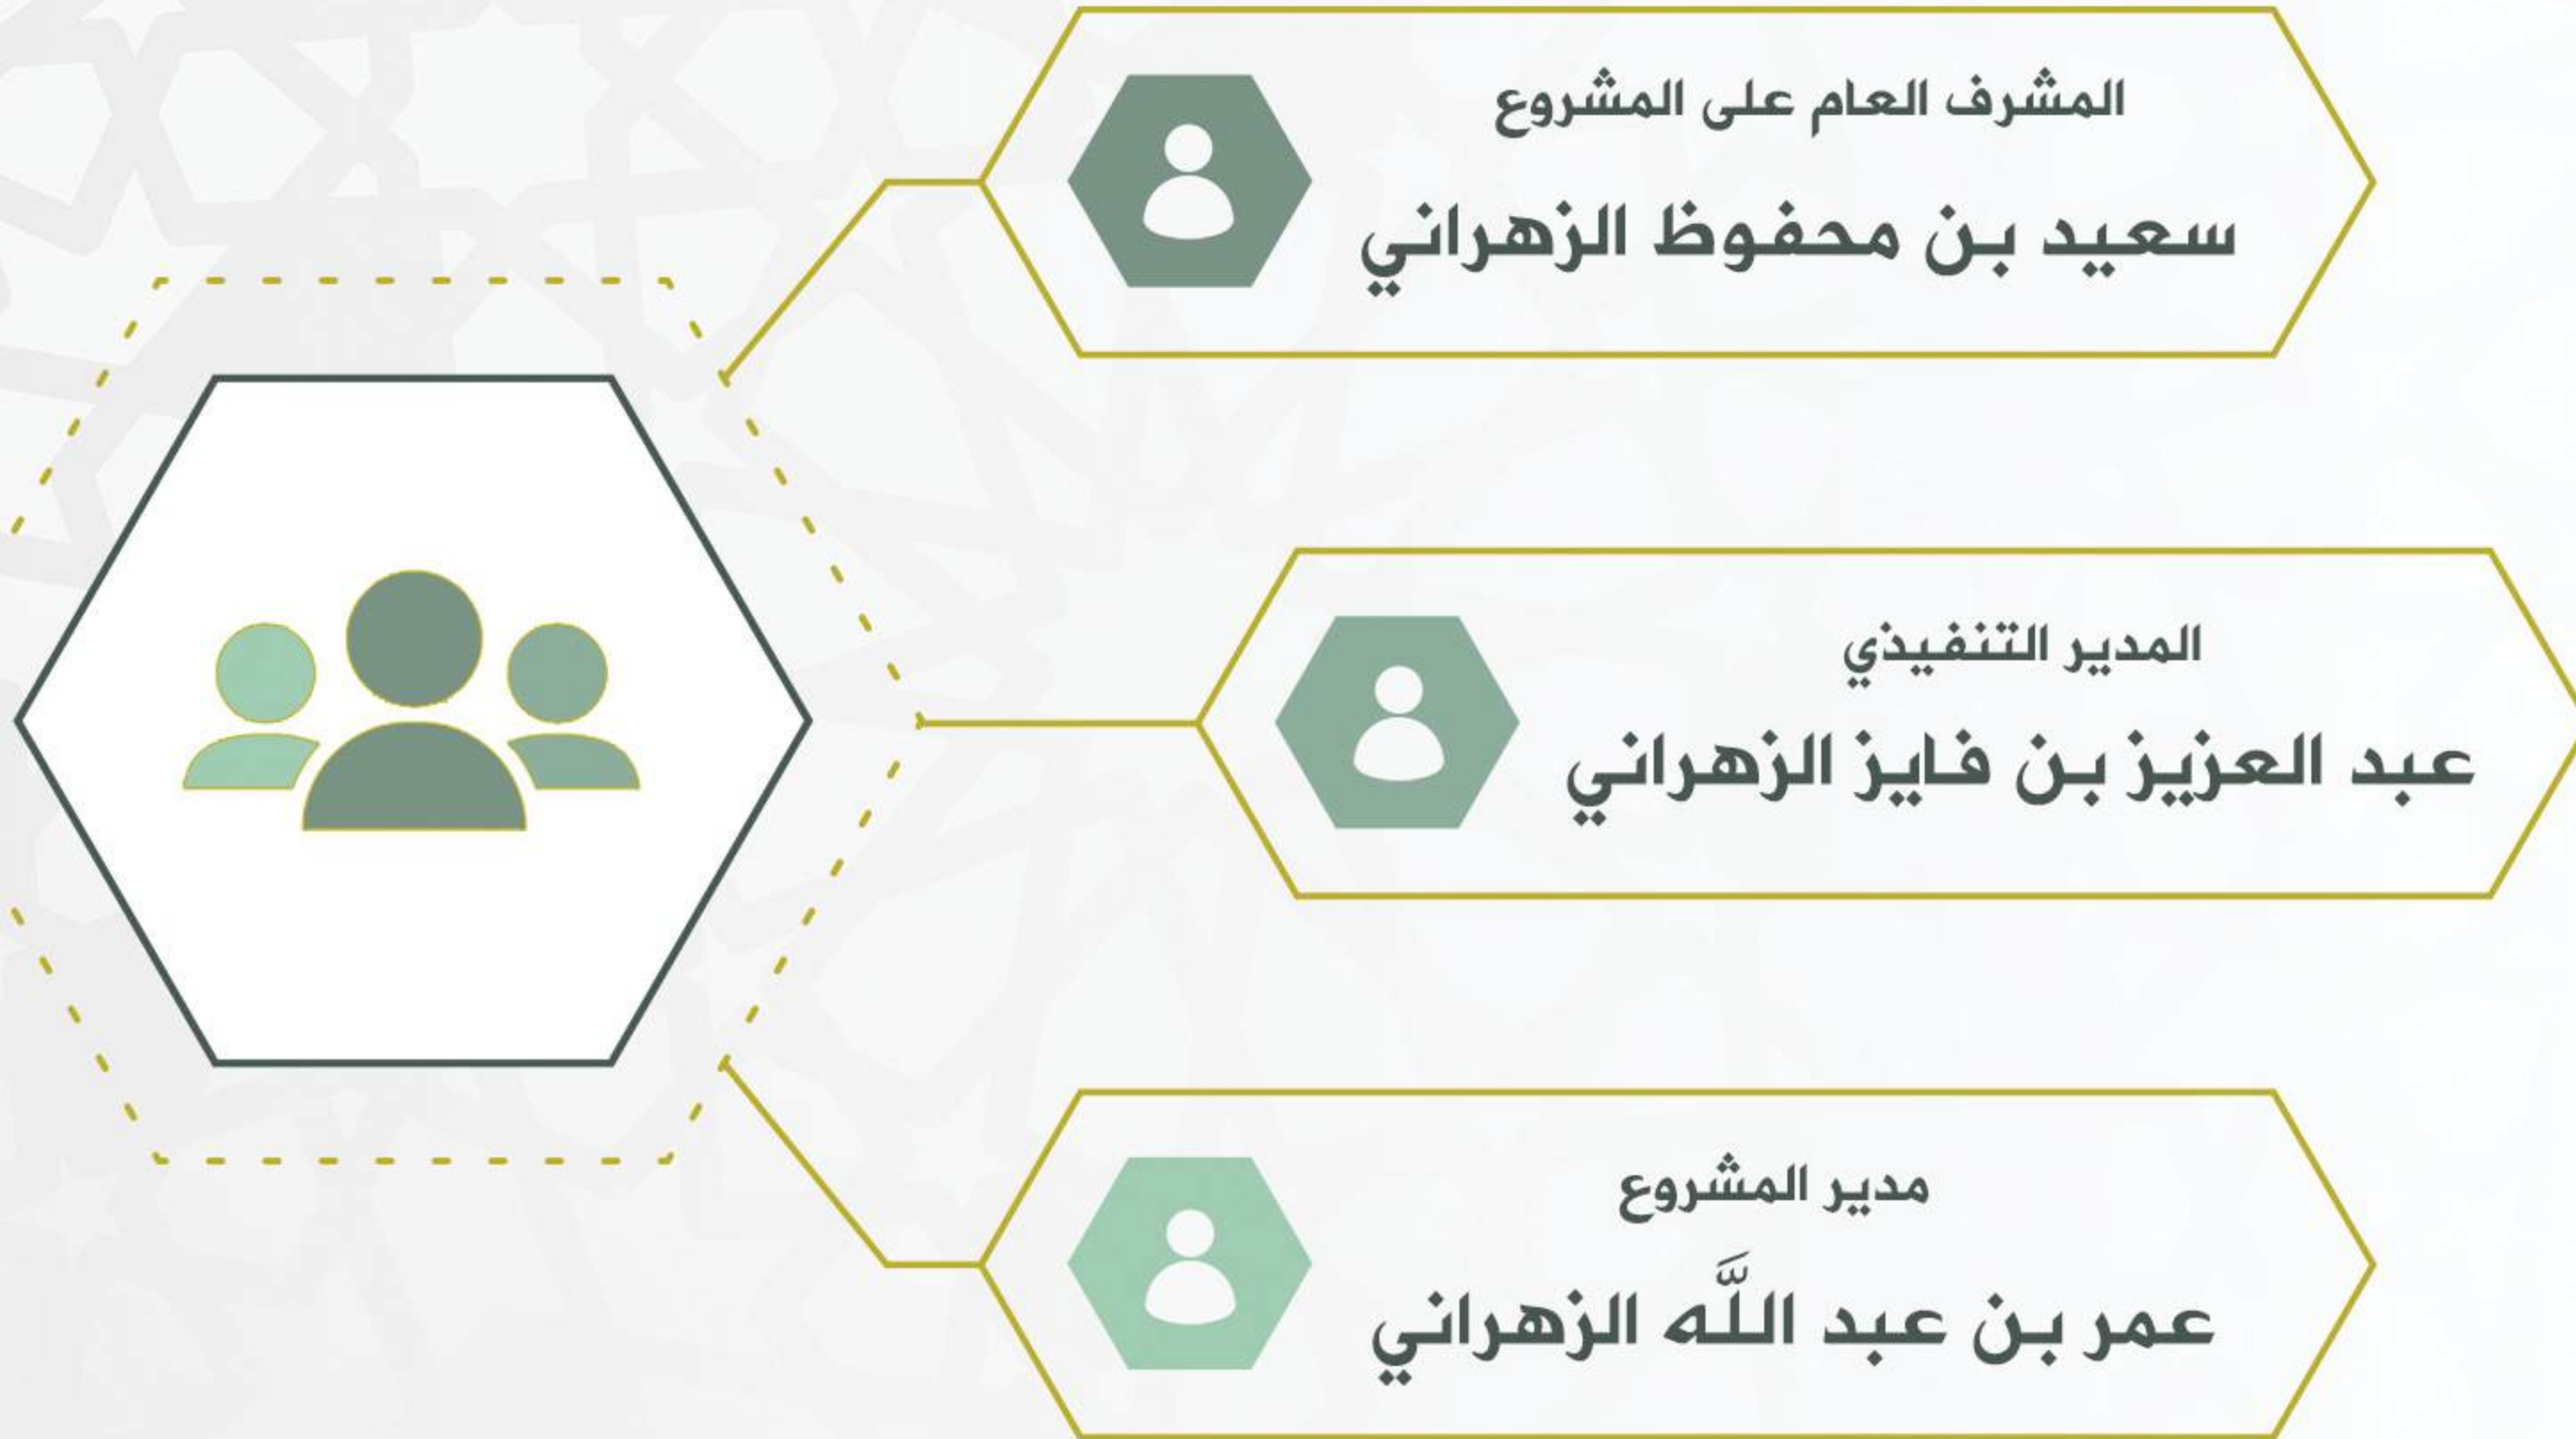 المشرف العام على المشروع
سعيد بن محفوظ الزهراني
المدير التنفيذي
عبد العزيز بن فايز الزهراني
مدير المشروع
عمر بن عبد اللَّه الزهراني